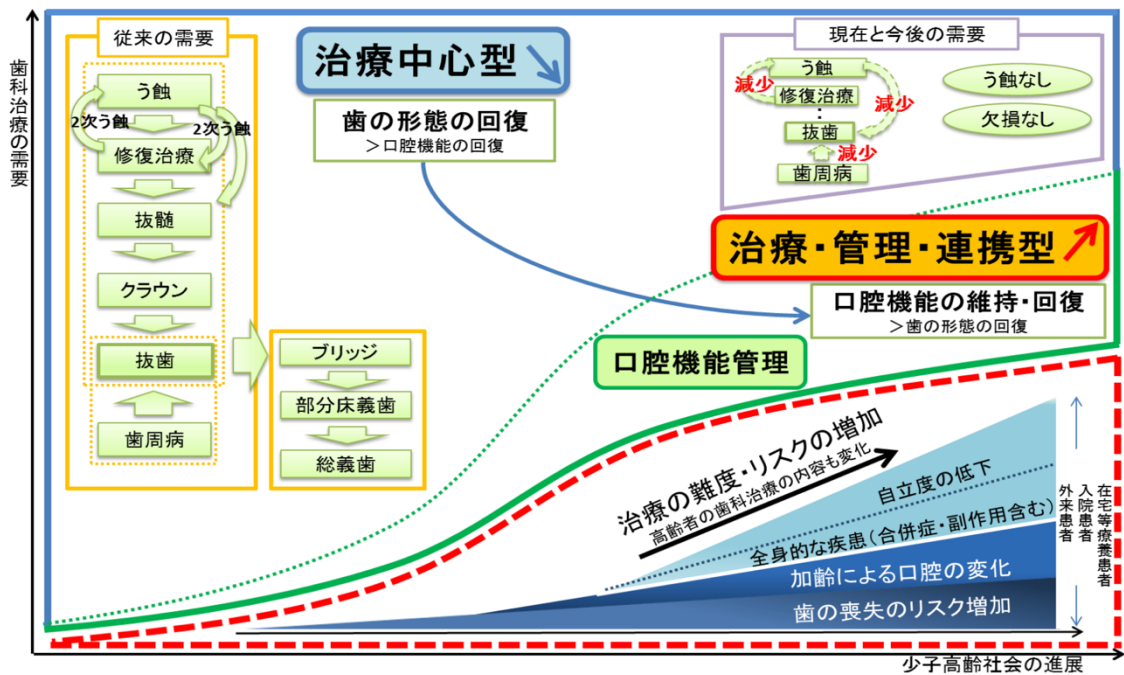 歯科治療の需要
従来の需要
う蝕
2次う蝕
2次う蝕
修復治療
抜髄
クラウン
抜歯
歯周病
ブリッジ
部分床義歯
総義歯
治療中心型
歯の形態の回復
＞口腔機能の回復
現在と今後の需要
う蝕
減少
修復治療
減少
抜歯
減少
歯周病
う蝕なし
欠損なし
治療・管理・連携型
口腔機能の維持・回復
＞歯の形態の回復
口腔機能管理
治療の難度・リスクの増加
高齢者の歯科治療の内容も変化
自立度の低下
全身的な疾患（合併症・副作用含む）
加齢による口腔の変化
歯の喪失のリスク増加
在宅等療養患者
入院患者
外来患者
少子高齢社会の進展